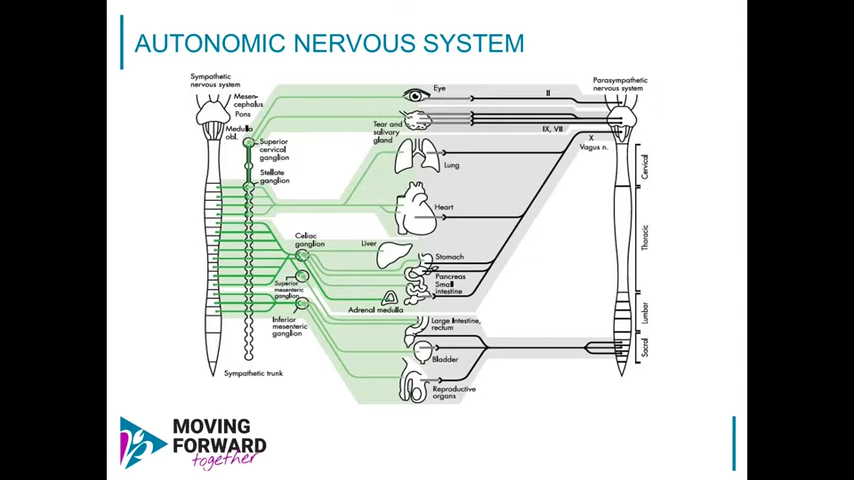 AUTONOMIC NERVOUS SYSTEM
Sympathetic
nervous system
Mesen-
cephalus
Pons
Medulla
obl.
Superior
cervical
ganglion
Stellate
ganglion
Celiac
ganglion
Superior
mesenteric
ganglion
Inferior
mesenteric
ganglion
Sympathetic trunk
Eye
Tear and
salivary
gland
Lung
Heart
Liver
Stomach
Pancreas
Small
intestine
Adrenal medulla
Large Intestine,
rectum
Bladder
Reproductive
organs
Parasympathetic
nervous system
II
IX, VII
X
Vagus n.
Cervical
Thoracic
Lumbar
Sacral
MOVING
FORWARD
together